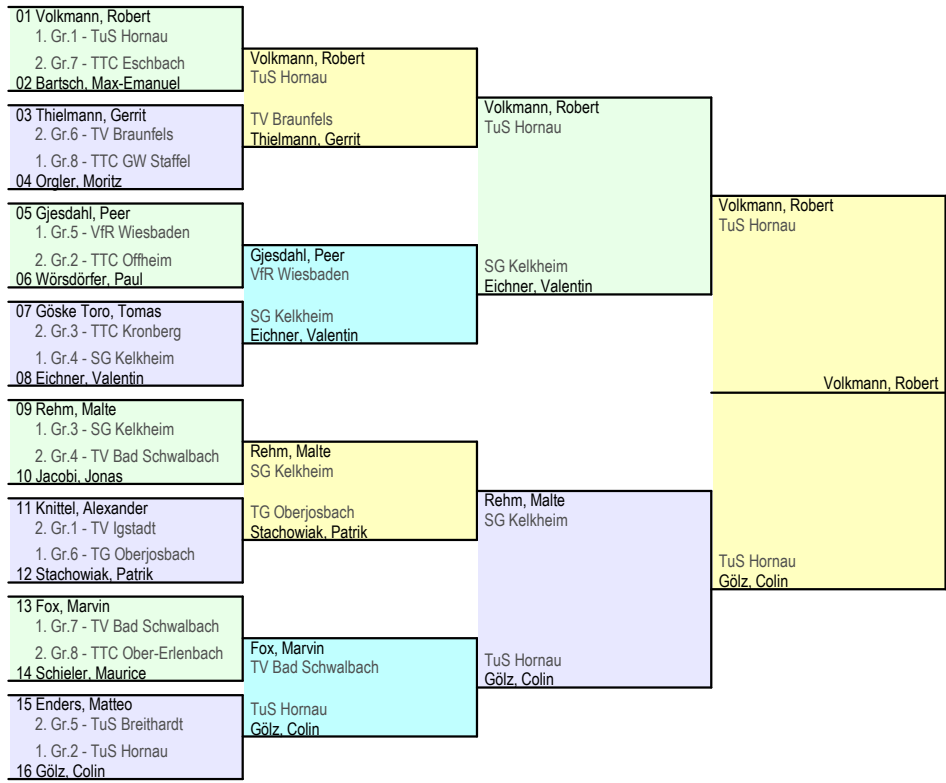 01 Volkmann, Robert
1. Gr.1 - TuS Hornau
2. Gr.7 - TTC Eschbach
02 Bartsch, Max-Emanuel
03 Thielmann, Gerrit
2. Gr.6 - TV Braunfels
1. Gr.8 - TTC GW Staffel
04 Orgler, Moritz
05 Gjesdahl, Peer
1. Gr.5 - VfR Wiesbaden
2. Gr.2 - TTC Offheim
06 Wörsdörfer, Paul
07 Göske Toro, Tomas
2. Gr.3 - TTC Kronberg
1. Gr.4 - SG Kelkheim
08 Eichner, Valentin
09 Rehm, Malte
1. Gr.3 - SG Kelkheim
2. Gr.4 - TV Bad Schwalbach
10 Jacobi, Jonas
11 Knittel, Alexander
2. Gr.1 - TV Igstadt
1. Gr.6 - TG Oberjosbach
12 Stachowiak, Patrik
13 Fox, Marvin
1. Gr.7 - TV Bad Schwalbach
2. Gr.8 - TTC Ober-Erlenbach
14 Schieler, Maurice
15 Enders, Matteo
2. Gr.5 - TuS Breithardt
1. Gr.2 - TuS Hornau
16 Gölz, Colin
Volkmann, Robert
TuS Hornau
TV Braunfels
Thielmann, Gerrit
Gjesdahl, Peer
VfR Wiesbaden
SG Kelkheim
Eichner, Valentin
Rehm, Malte
SG Kelkheim
TG Oberjosbach
Stachowiak, Patrik
Fox, Marvin
TV Bad Schwalbach
TuS Hornau
Gölz, Colin
Volkmann, Robert
TuS Hornau
SG Kelkheim
Eichner, Valentin
Rehm, Malte
SG Kelkheim
TuS Hornau
Gölz, Colin
Volkmann, Robert
TuS Hornau
TuS Hornau
Gölz, Colin
Volkmann, Robert